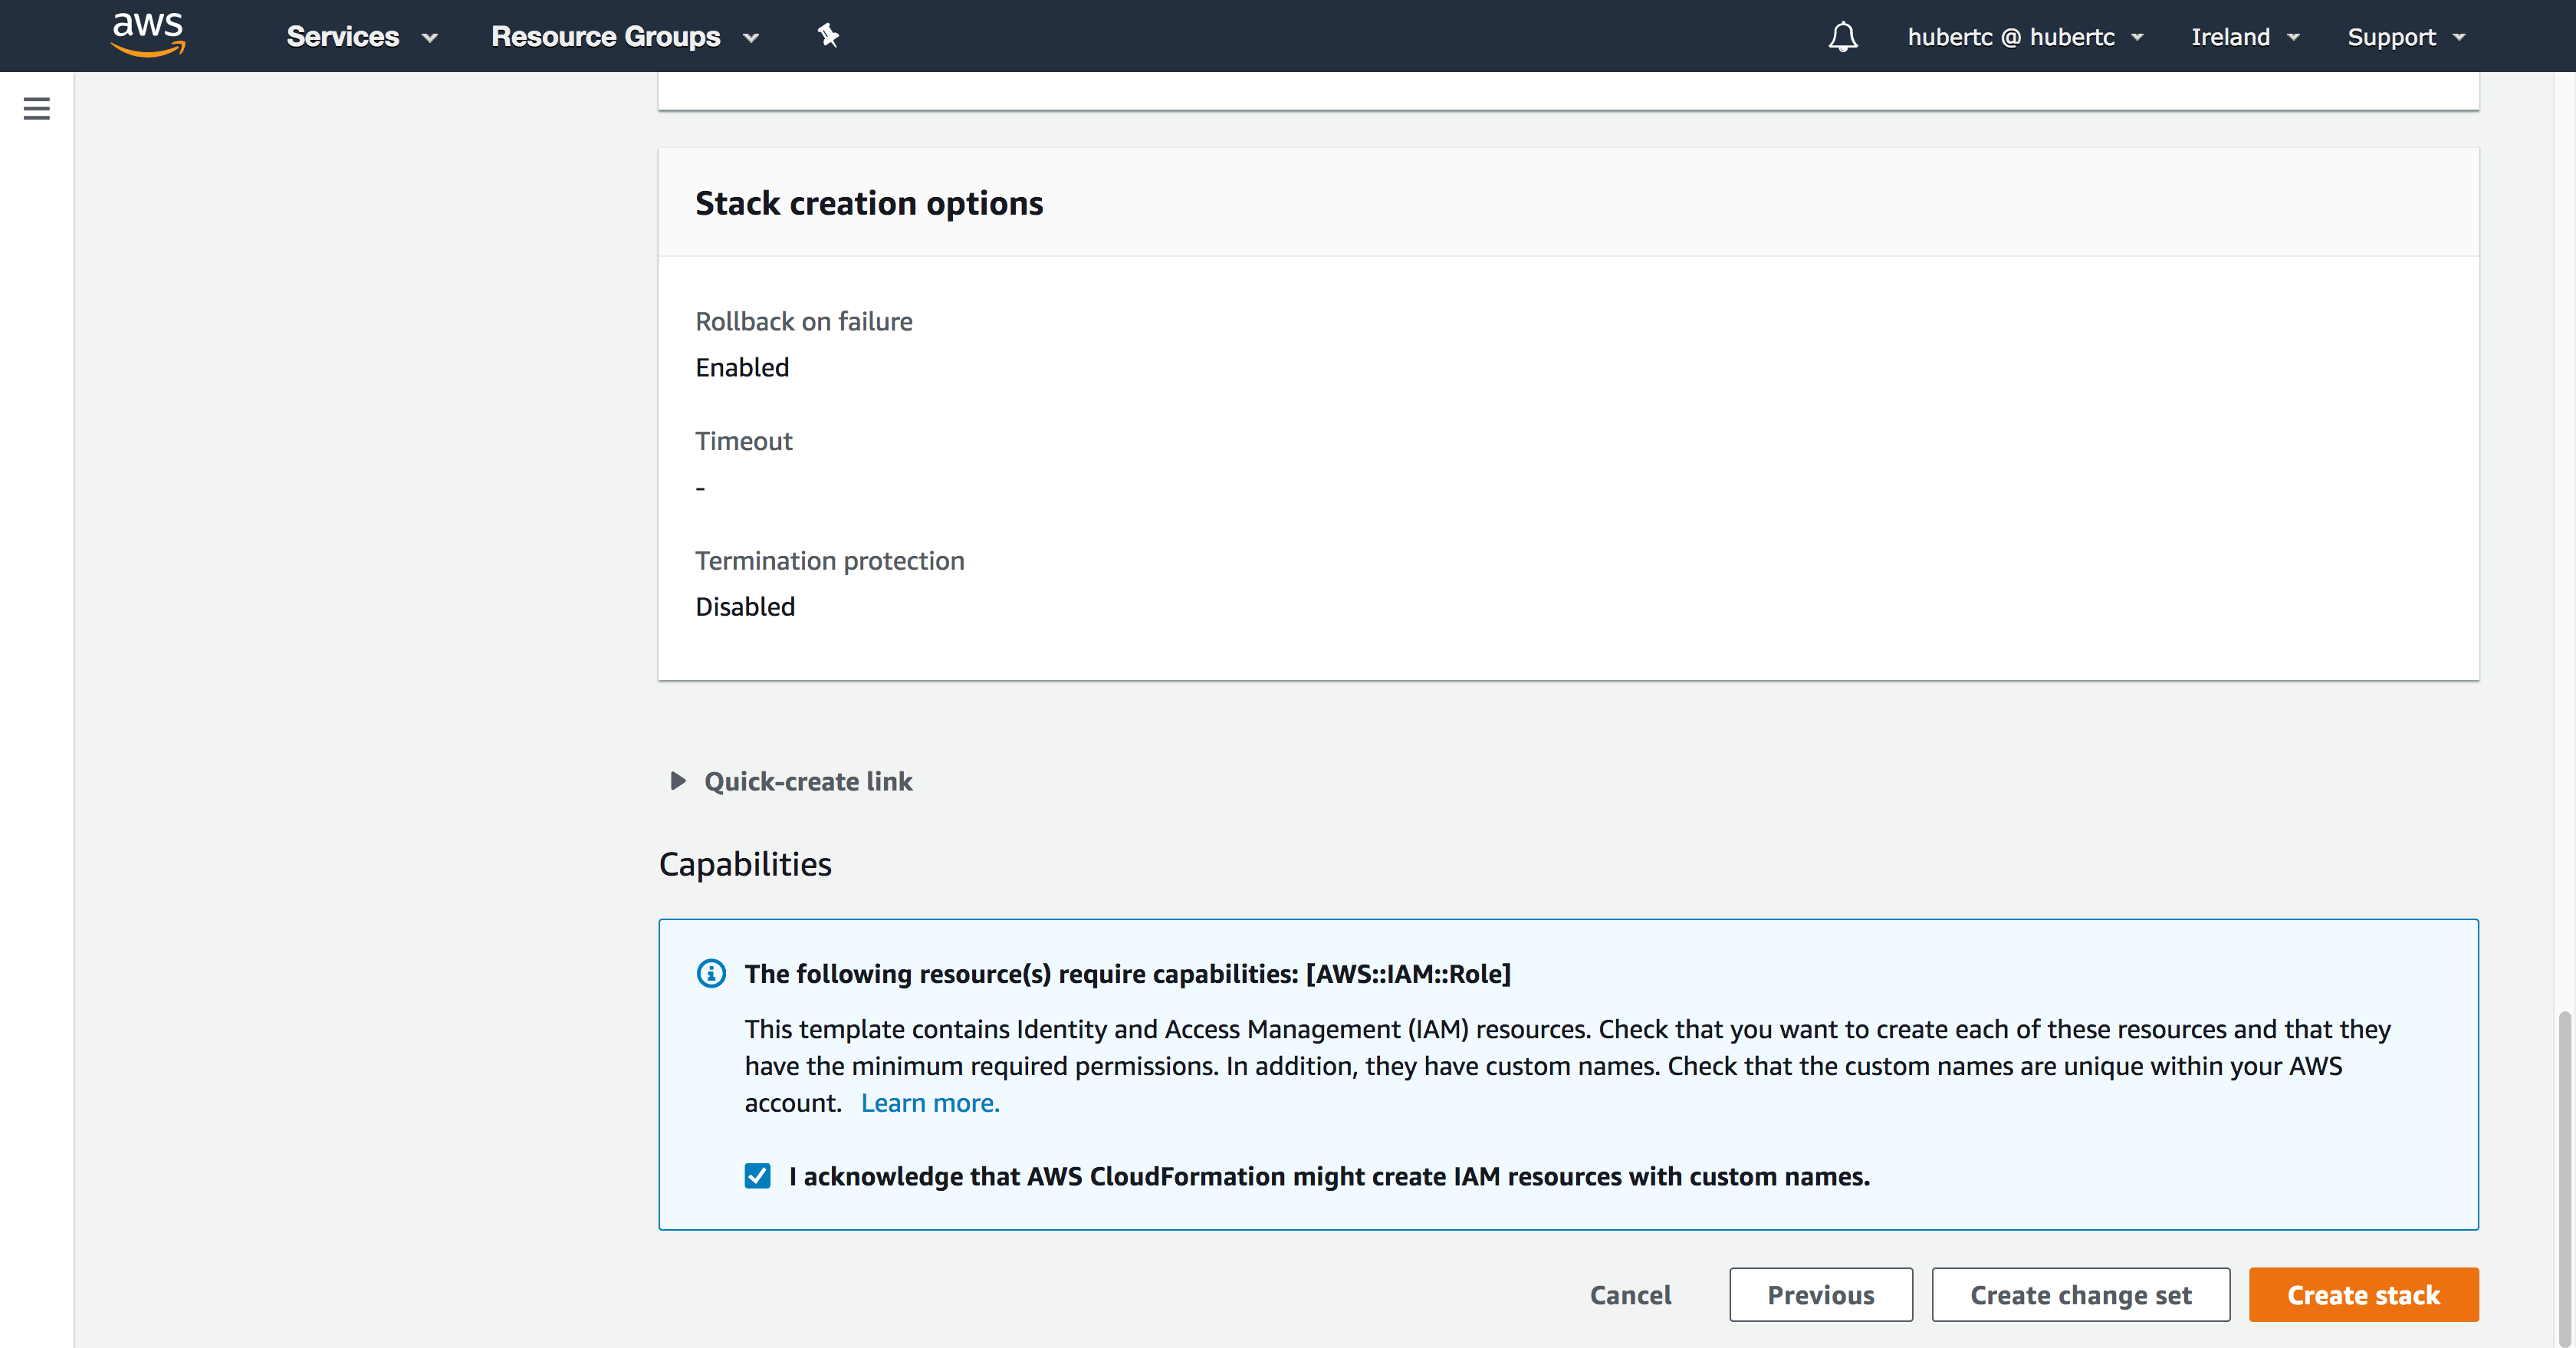 aws
Services
Resource Groups
hubertc @ hubertc
Ireland
Support
Stack creation options
Rollback on failure
Enabled
Timeout
-
Termination protection
Disabled
Quick-create link
Capabilities
The following resource(s) require capabilities: [AWS::IAM::Role]
This template contains Identity and Access Management (IAM) resources. Check that you want to create each of these resources and that they
have the minimum required permissions. In addition, they have custom names. Check that the custom names are unique within your AWS
account. Learn more.
I acknowledge that AWS CloudFormation might create IAM resources with custom names.
Cancel
Previous
Create change set
Create stack